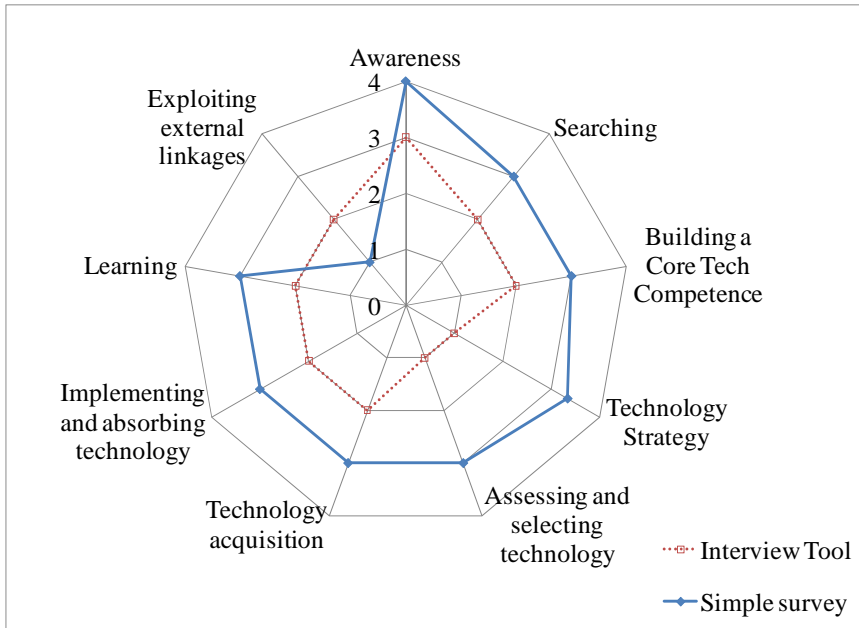 Awareness
4
Exploiting
external
linkages
Searching
3
2
Building a
Core Tech
Competence
Learning
1
0
Implementing
and absorbing
technology
Technology
Strategy
Technology
acquisition
Assessing and
selecting
technology
Interview Tool
Simple survey